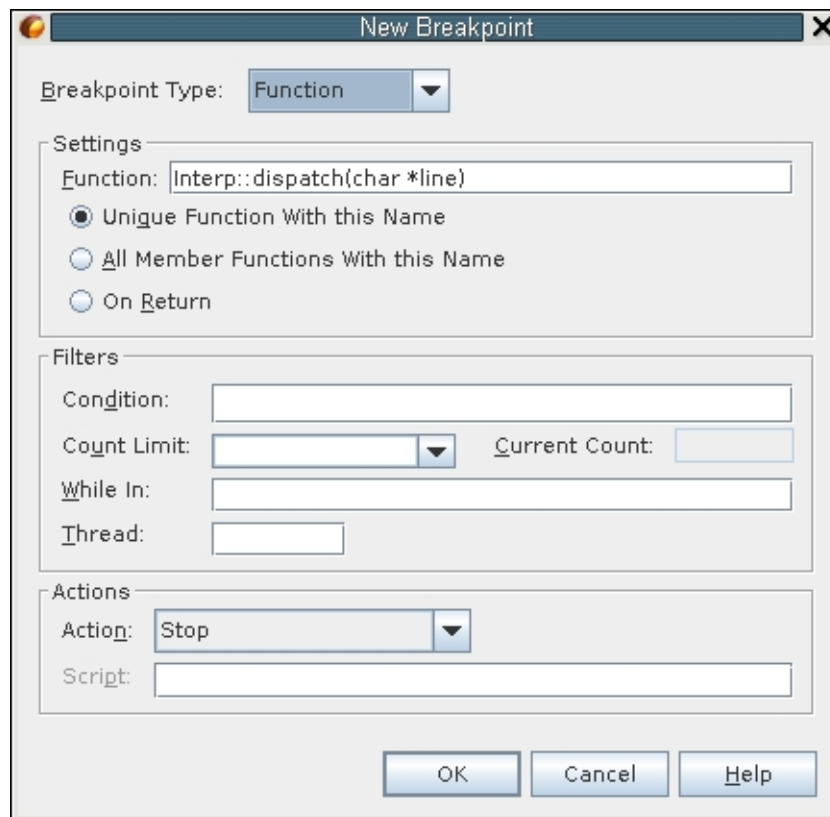 New Breakpoint
Breakpoint Type: Function
Settings
Function: Interp::dispatch(char *line)
Unique Function With this Name
All Member Functions With this Name
On Return
Filters
Condition:
Count Limit: Current Count:
While In:
Thread:
Actions
Action: Stop
Script:
OK Cancel Help